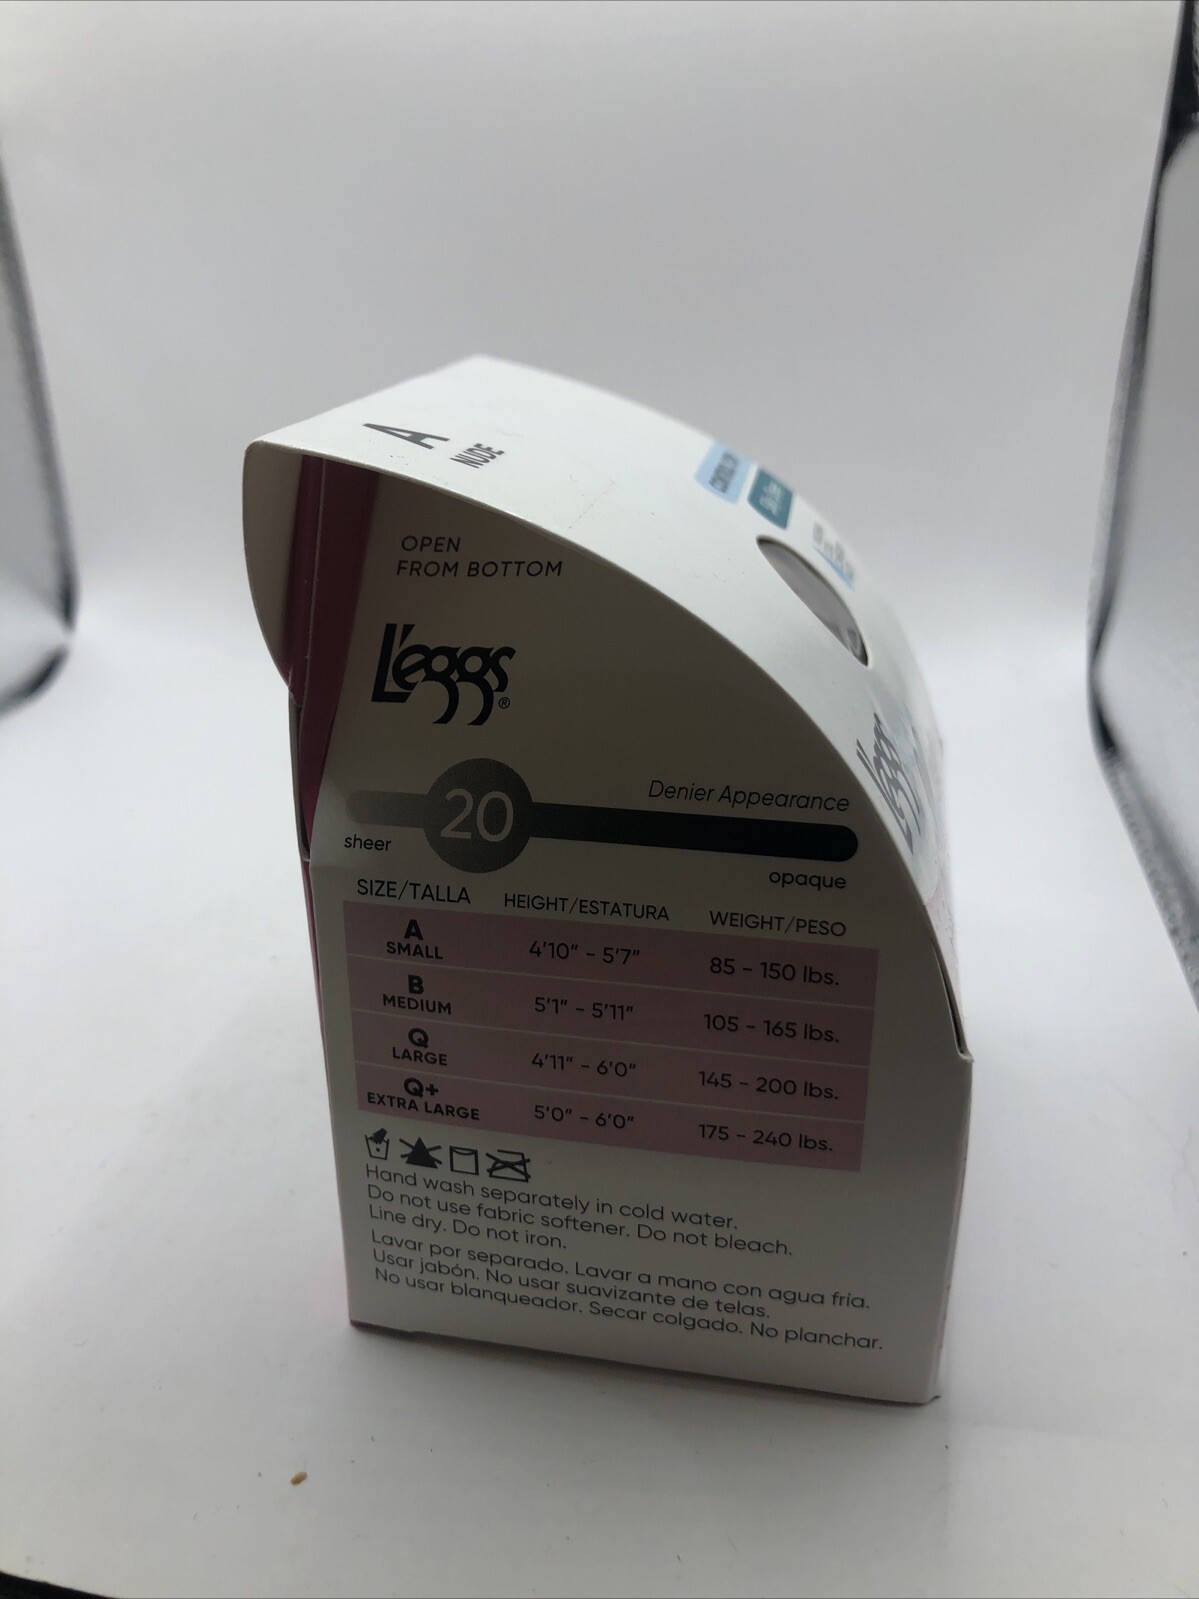 A
NUDE
OPEN
FROM BOTTOM
L'eggs®
L'eggs
20
Denier Appearance
sheer
opaque
SIZE/TALLA HEIGHT/ESTATURA WEIGHT/PESO
A
SMALL 4'10" - 5'7" 85 - 150 lbs.
B
MEDIUM 5'1" - 5'11" 105 - 165 lbs.
Q
LARGE 4'11" - 6'0" 145 - 200 lbs.
Q+
EXTRA LARGE 5'0" - 6'0" 175 - 240 lbs.
Hand wash separately in cold water.
Do not use fabric softener. Do not bleach.
Line dry. Do not iron.
Lavar por separado. Lavar a mano con agua fría.
Usar jabón. No usar suavizante de telas.
No usar blanqueador. Secar colgado. No planchar.